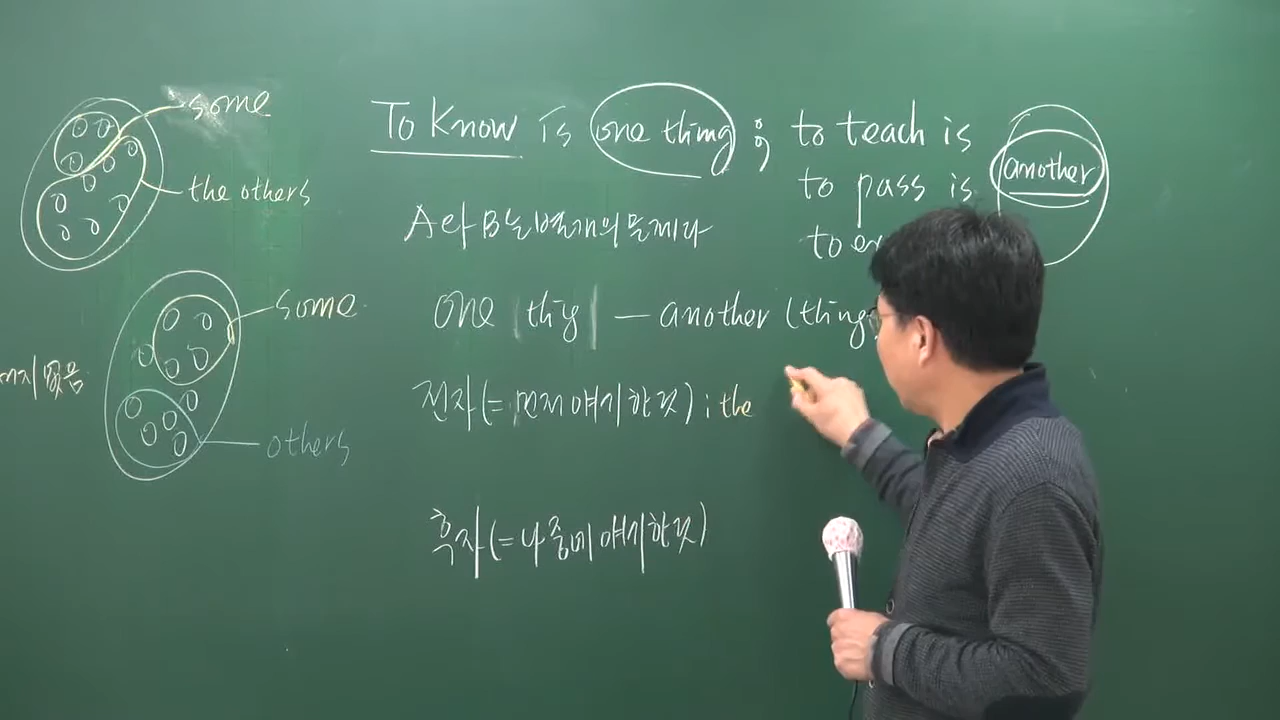 some
the others
some
others
To Know is one thing ; to teach is another
to pass is
A와 B는 별개의 문제다
one thing — another (thing
전자 (= 먼저 얘기한 것) ; the
후자 (= 나중에 얘기한 것)